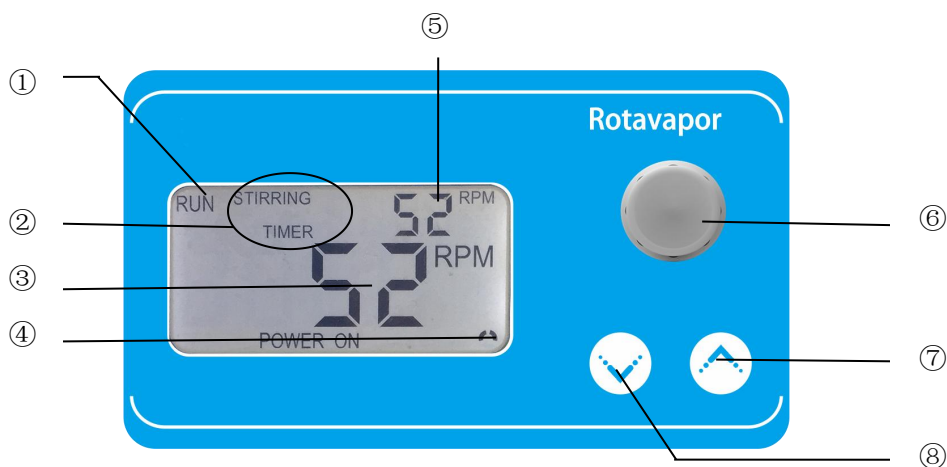 ⑤
①
Rotavapor
RUN STIRRING 52 RPM
⑥
②
TIMER
52 RPM
③
④
POWER ON
⑦
⑧